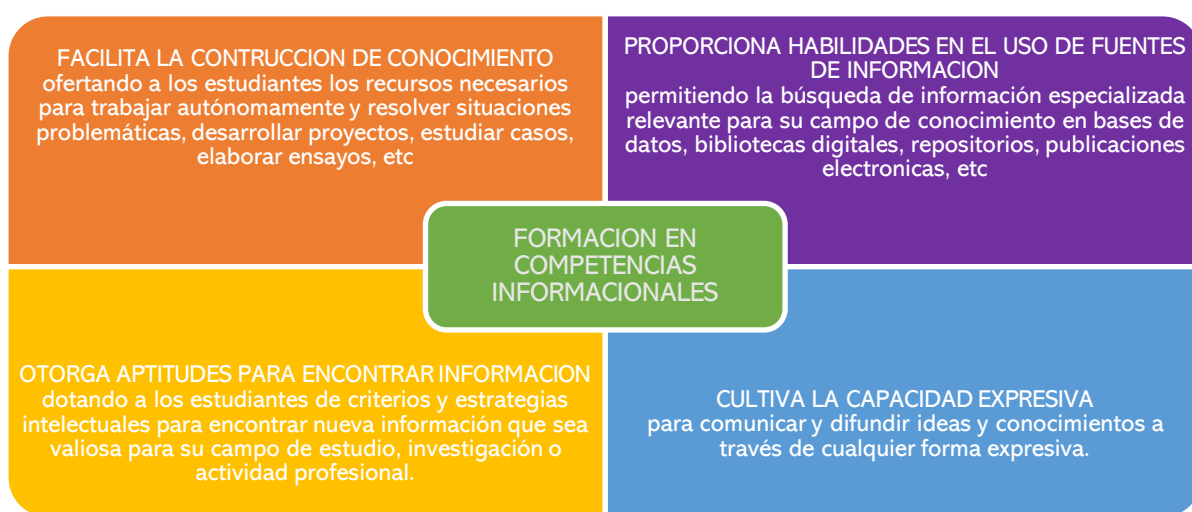 FACILITA LA CONTRUCCION DE CONOCIMIENTO
ofertando a los estudiantes los recursos necesarios
para trabajar autónomamente y resolver situaciones
problemáticas, desarrollar proyectos, estudiar casos,
elaborar ensayos, etc
PROPORCIONA HABILIDADES EN EL USO DE FUENTES
DE INFORMACION
permitiendo la búsqueda de información especializada
relevante para su campo de conocimiento en bases de
datos, bibliotecas digitales, repositorios, publicaciones
electronicas, etc
FORMACION EN
COMPETENCIAS
INFORMACIONALES
OTORGA APTITUDES PARA ENCONTRAR INFORMACION
dotando a los estudiantes de criterios y estrategias
intelectuales para encontrar nueva información que sea
valiosa para su campo de estudio, investigación o
actividad profesional.
CULTIVA LA CAPACIDAD EXPRESIVA
para comunicar y difundir ideas y conocimientos a
través de cualquier forma expresiva.